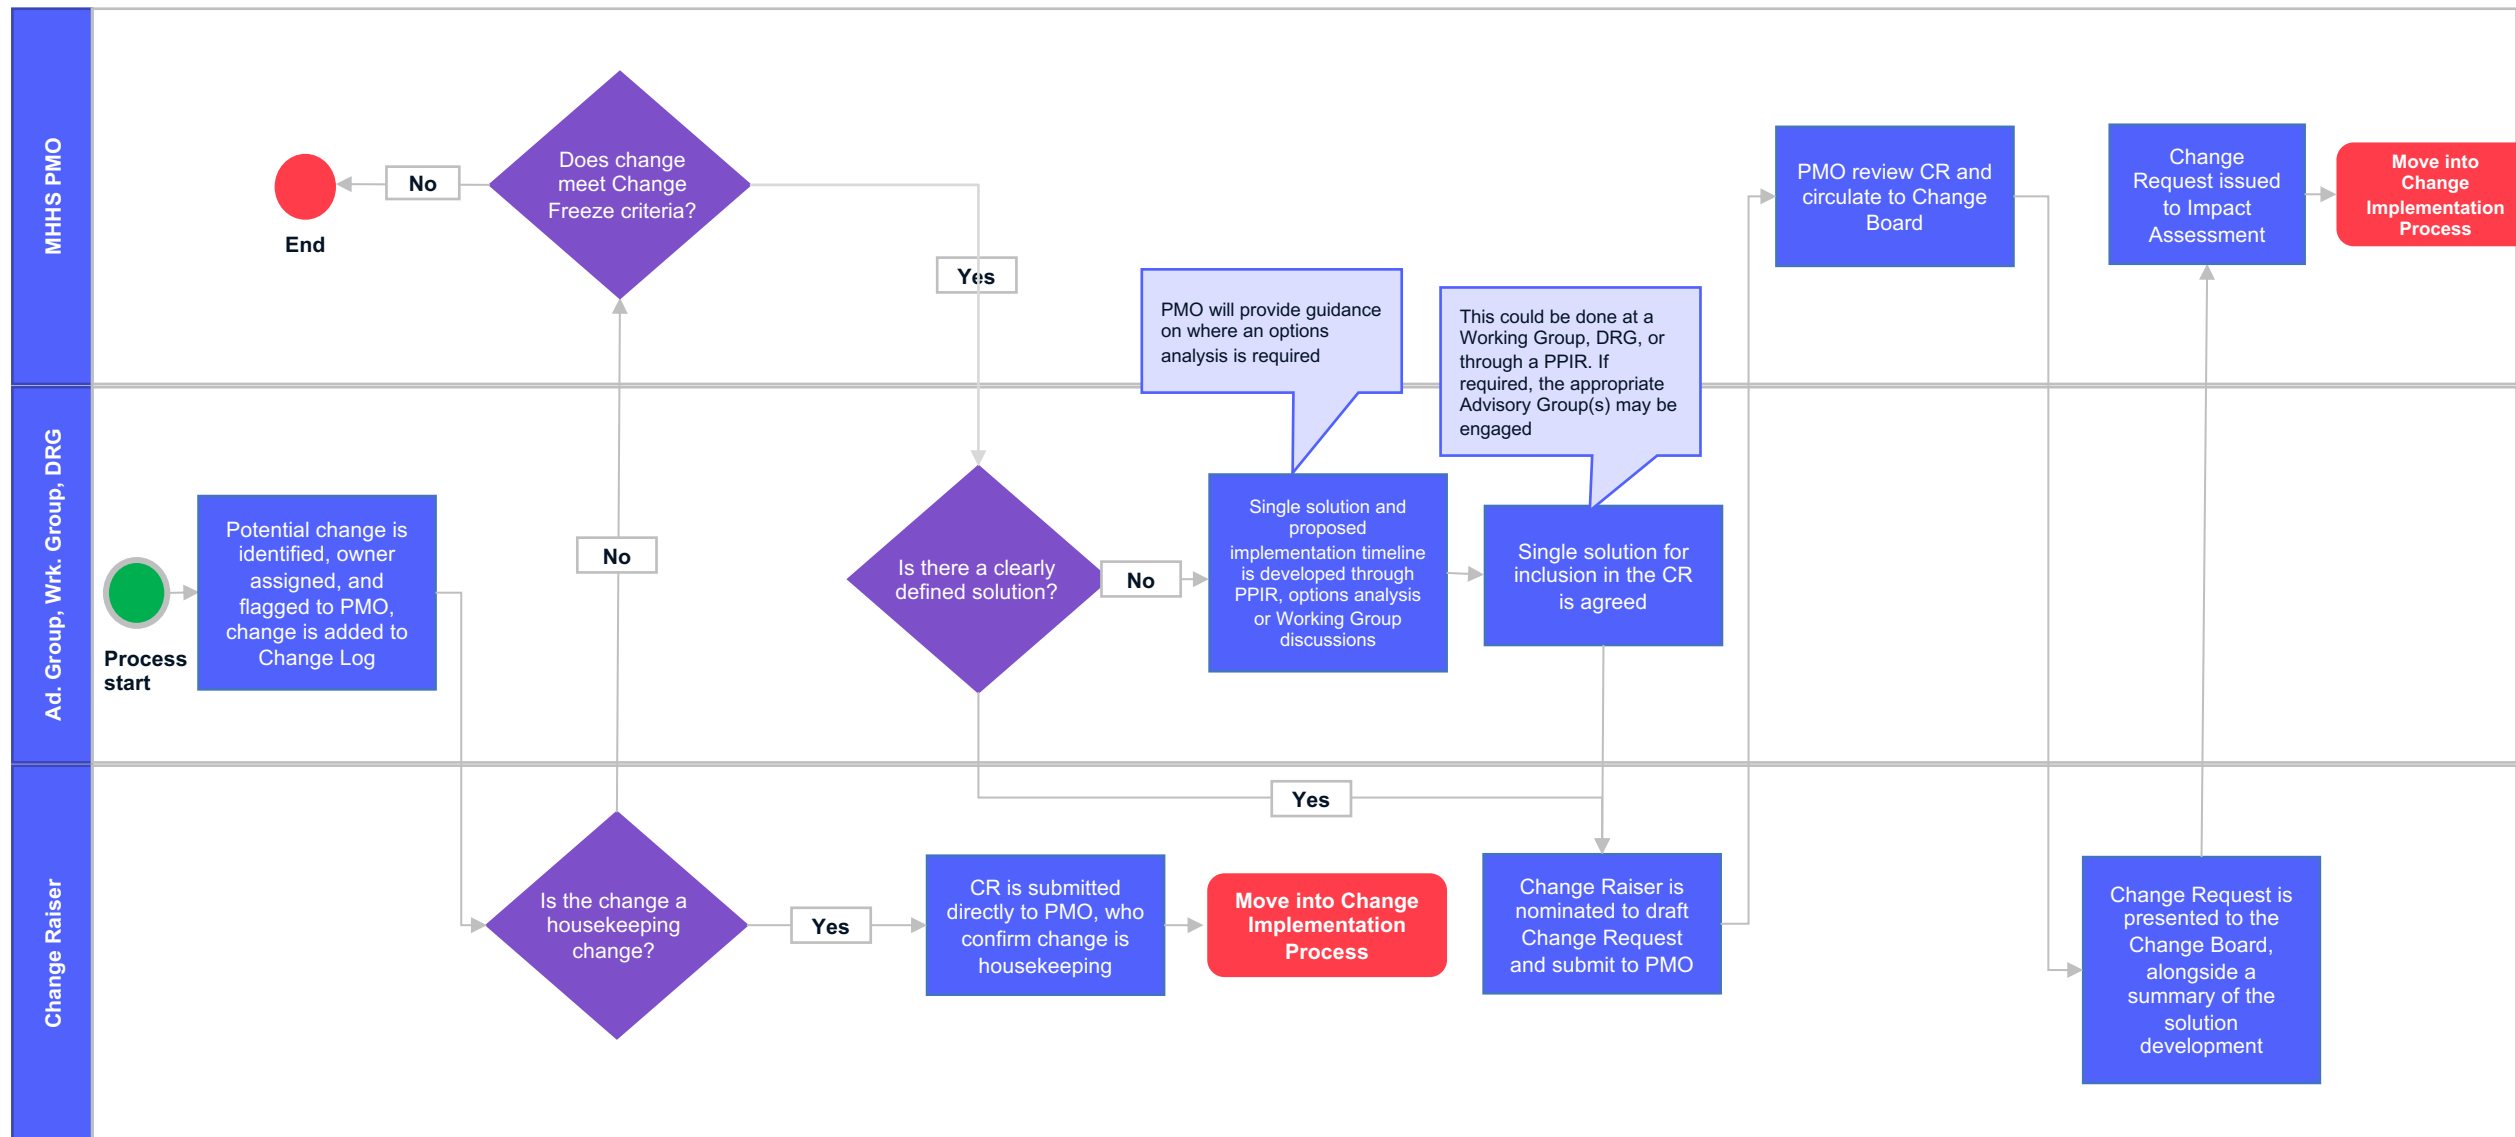 MHHS PMO
Does change
meet Change
Freeze criteria?
No
End
Yes
PMO will provide guidance
on where an options
analysis is required
This could be done at a
Working Group, DRG, or
through a PPIR. If
required, the appropriate
Advisory Group(s) may be
engaged
PMO review CR and
circulate to Change
Board
Change
Request issued
to Impact
Assessment
Move into
Change
Implementation
Process
Ad. Group, Wrk. Group, DRG
Process
start
Potential change is
identified, owner
assigned, and
flagged to PMO,
change is added to
Change Log
No
Is there a clearly
defined solution?
No
Single solution and
proposed
implementation timeline
is developed through
PPIR, options analysis
or Working Group
discussions
Single solution for
inclusion in the CR
is agreed
Yes
Change Raiser
Is the change a
housekeeping
change?
Yes
CR is submitted
directly to PMO, who
confirm change is
housekeeping
Move into Change
Implementation
Process
Change Raiser is
nominated to draft
Change Request
and submit to PMO
Change Request is
presented to the
Change Board,
alongside a
summary of the
solution
development